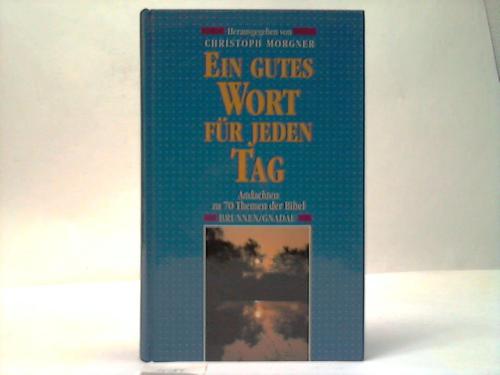 Herausgegeben von
CHRISTOPH MORGNER
EIN GUTES
WORT
FÜR JEDEN
TAG
Andachten
zu 70 Themen der Bibel
BRUNNEN/GNADAU